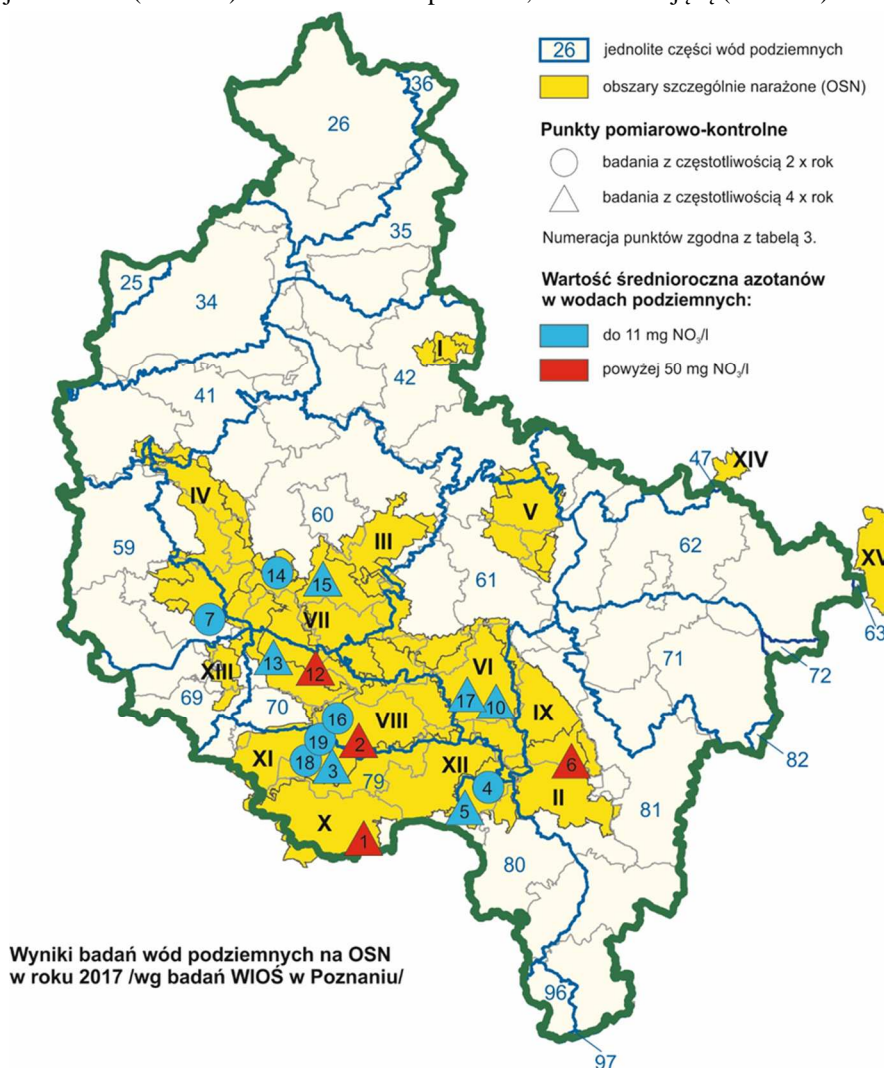 26
jednolite części wód podziemnych
obszary szczególnie narażone (OSN)
Punkty pomiarowo-kontrolne
badania z częstotliwością 2 x rok
badania z częstotliwością 4 x rok
Numeracja punktów zgodna z tabelą 3.
Wartość średnioroczna azotanów
w wodach podziemnych:
do 11 mg NO₃/l
powyżej 50 mg NO₃/l
36
26
35
25
34
I
42
41
47
XIV
IV
60
V
III
59
62
14
15
61
XV
7
VII
63
13
12
XIII
VI
71
72
69
70
17
10
IX
16
VIII
19
2
XI
18
3
79
XII
6
82
4
II
5
81
X
1
80
Wyniki badań wód podziemnych na OSN
w roku 2017 /wg badań WIOŚ w Poznaniu/
96
97